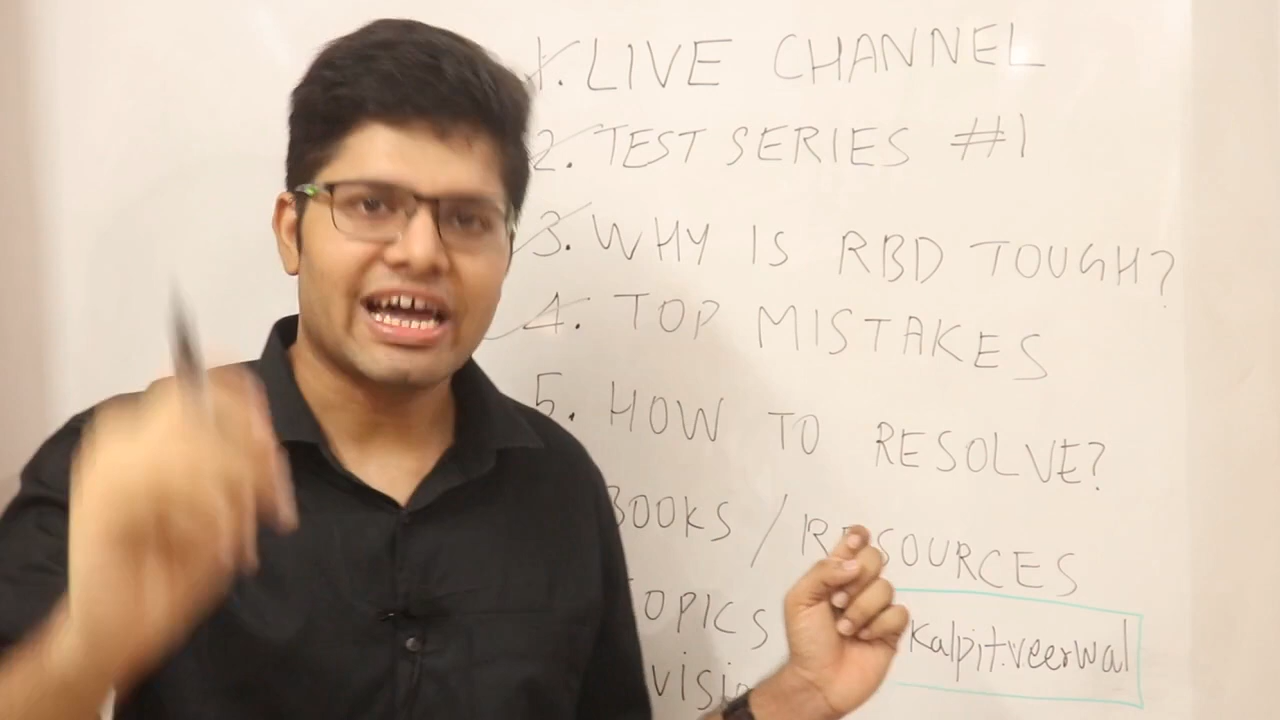 1. LIVE CHANNEL
2. TEST SERIES #1
3. WHY IS RBD TOUGH?
4. TOP MISTAKES
5. HOW TO RESOLVE?
BOOKS / RESOURCES
OPICS
kalpit.veerwal